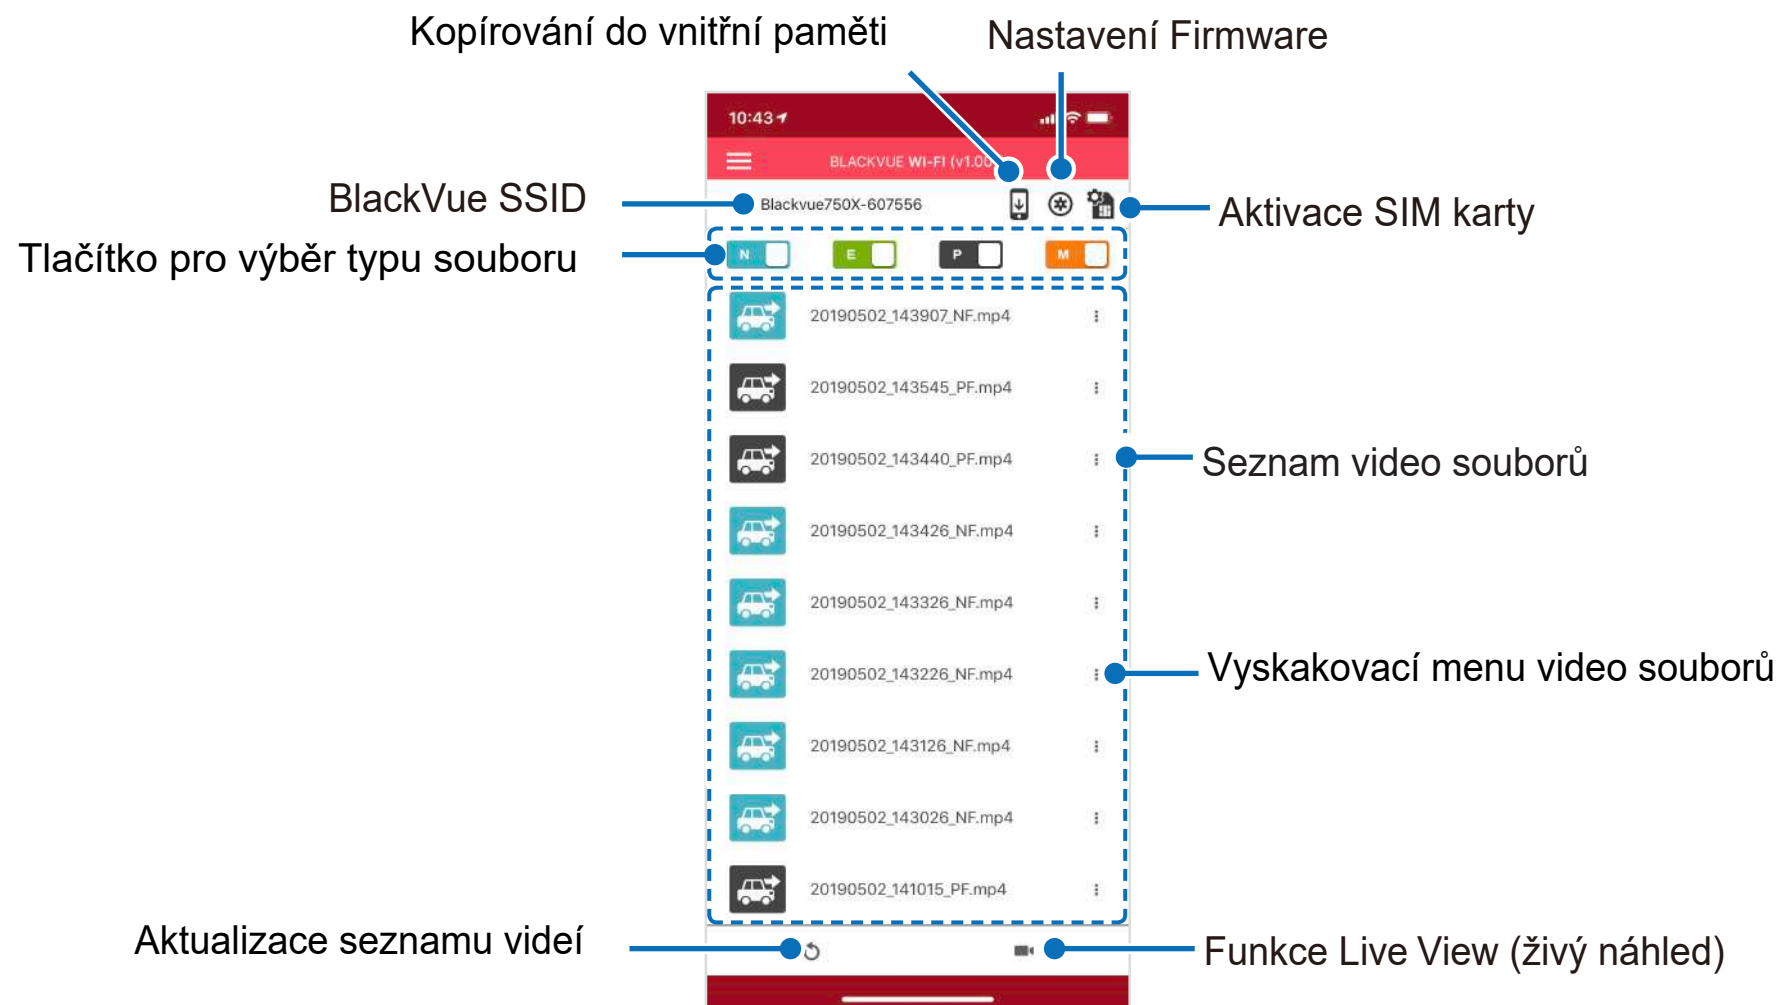 Kopírování do vnitřní paměti
Nastavení Firmware
10:43
BLACKVUE WI-FI (v1.00
BlackVue SSID
Blackvue750X-607556
Aktivace SIM karty
Tlačítko pro výběr typu souboru
N E P M
20190502_143907_NF.mp4
20190502_143545_PF.mp4
20190502_143440_PF.mp4
Seznam video souborů
20190502_143426_NF.mp4
20190502_143326_NF.mp4
20190502_143226_NF.mp4
Vyskakovací menu video souborů
20190502_143126_NF.mp4
20190502_143026_NF.mp4
20190502_141015_PF.mp4
Aktualizace seznamu videí
Funkce Live View (živý náhled)